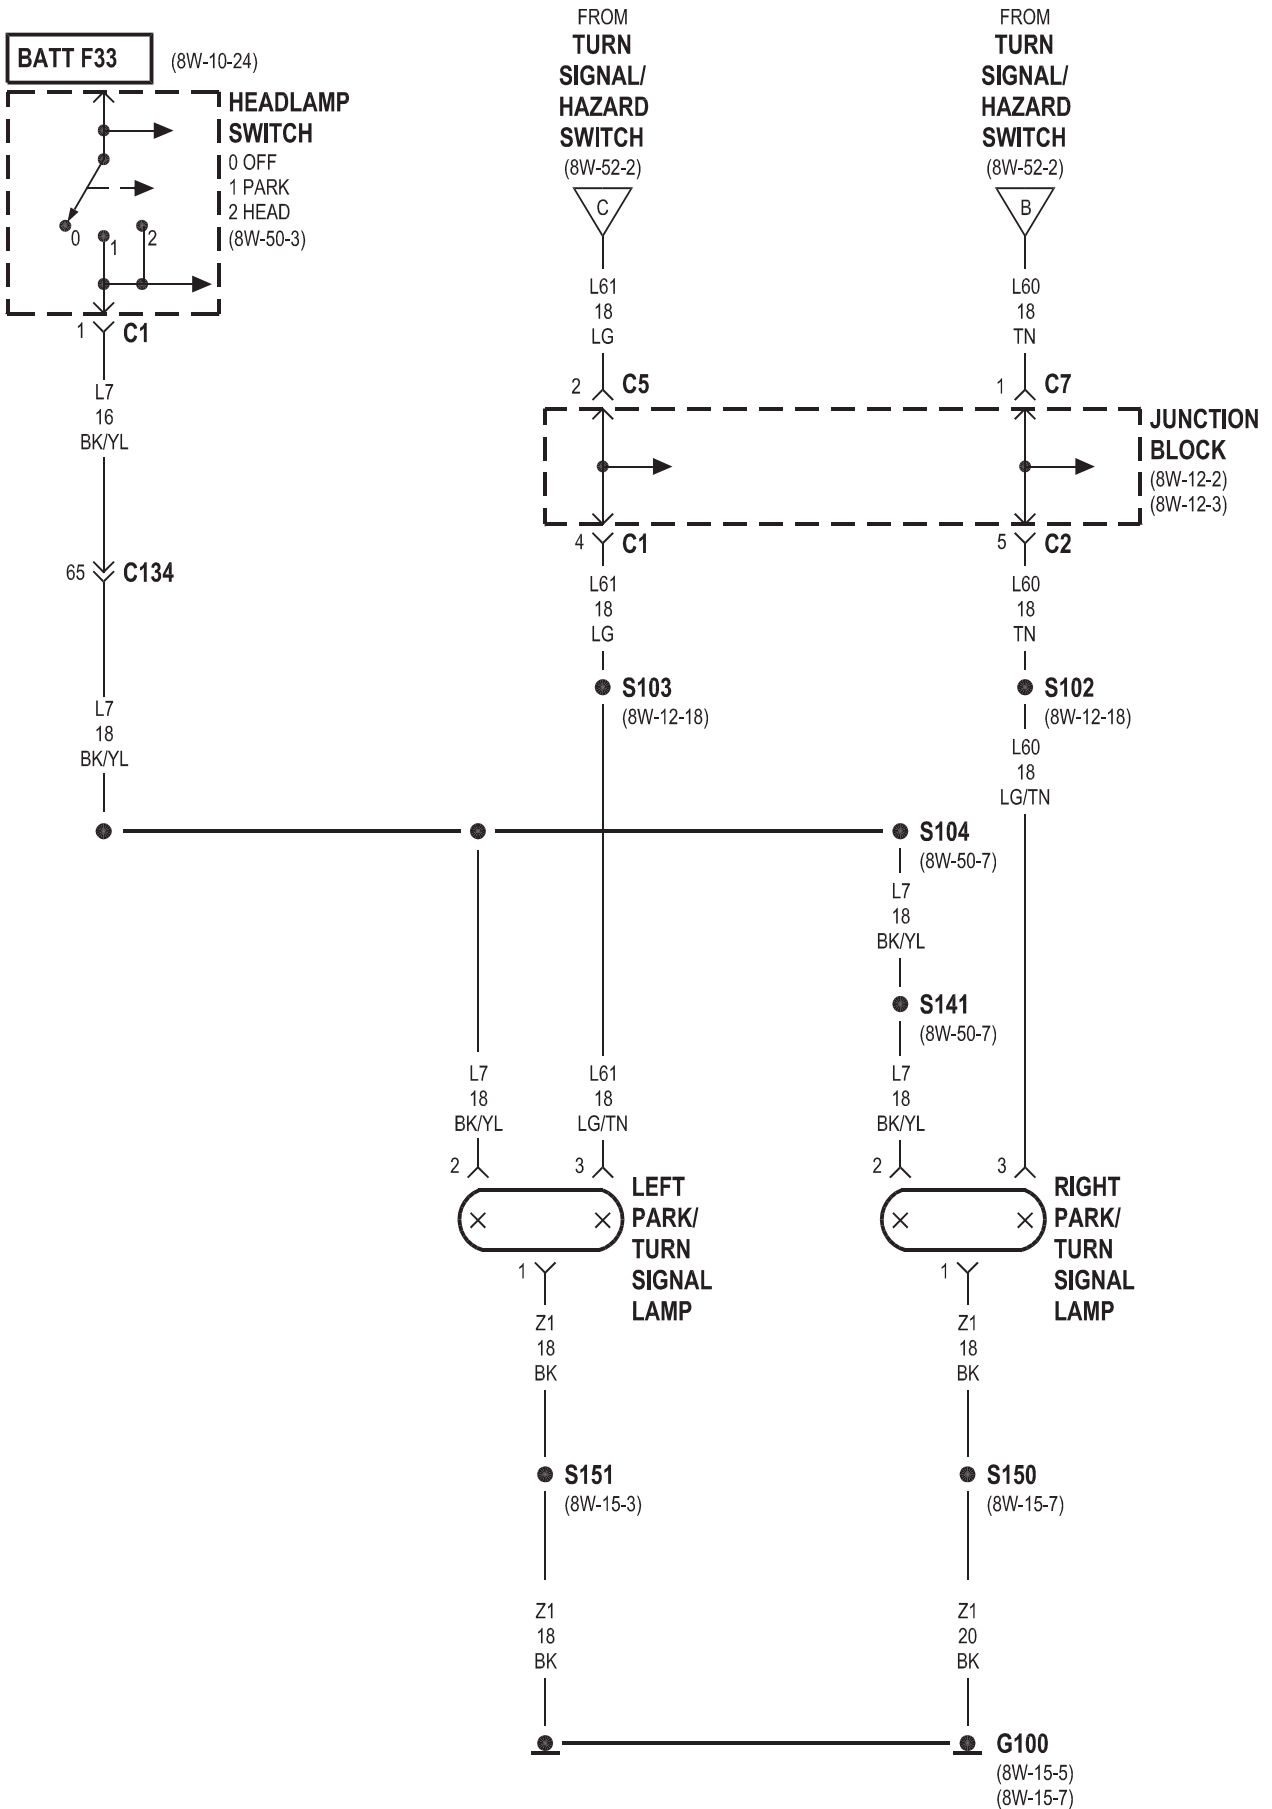 BATT F33
(8W-10-24)
HEADLAMP
SWITCH
0 OFF
1 PARK
2 HEAD
(8W-50-3)
0
1
2
1
C1
L7
16
BK/YL
65
C134
L7
18
BK/YL
FROM
TURN
SIGNAL/
HAZARD
SWITCH
(8W-52-2)
C
L61
18
LG
2
C5
FROM
TURN
SIGNAL/
HAZARD
SWITCH
(8W-52-2)
B
L60
18
TN
1
C7
JUNCTION
BLOCK
(8W-12-2)
(8W-12-3)
4
C1
L61
18
LG
S103
(8W-12-18)
5
C2
L60
18
TN
S102
(8W-12-18)
L60
18
LG/TN
S104
(8W-50-7)
L7
18
BK/YL
S141
(8W-50-7)
L7
18
BK/YL
L61
18
LG/TN
L7
18
BK/YL
2
3
LEFT
PARK/
TURN
SIGNAL
LAMP
2
3
RIGHT
PARK/
TURN
SIGNAL
LAMP
1
Z1
18
BK
1
Z1
18
BK
S151
(8W-15-3)
S150
(8W-15-7)
Z1
18
BK
Z1
20
BK
G100
(8W-15-5)
(8W-15-7)